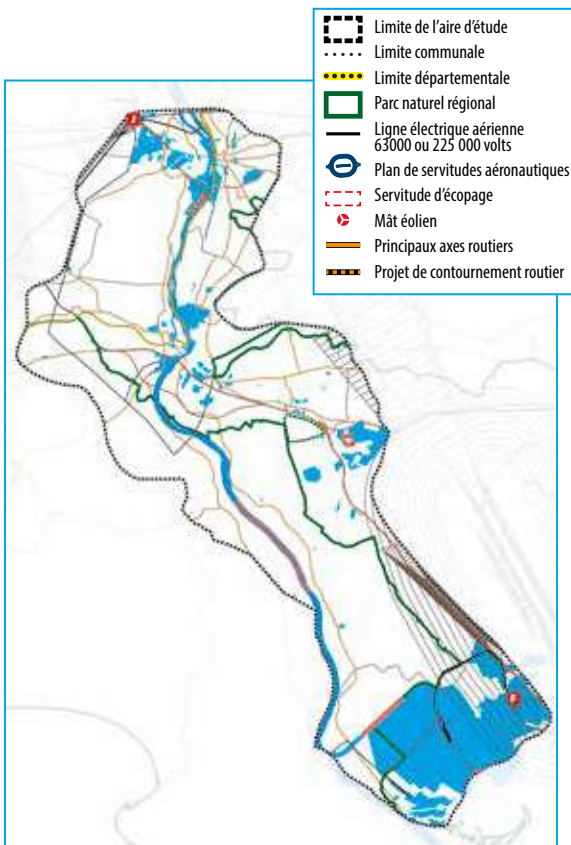 Limite de l'aire d'étude
Limite communale
Limite départementale
Parc naturel régional
Ligne électrique aérienne
63000 ou 225 000 volts
Plan de servitudes aéronautiques
Servitude d'écopage
Mât éolien
Principaux axes routiers
Projet de contournement routier